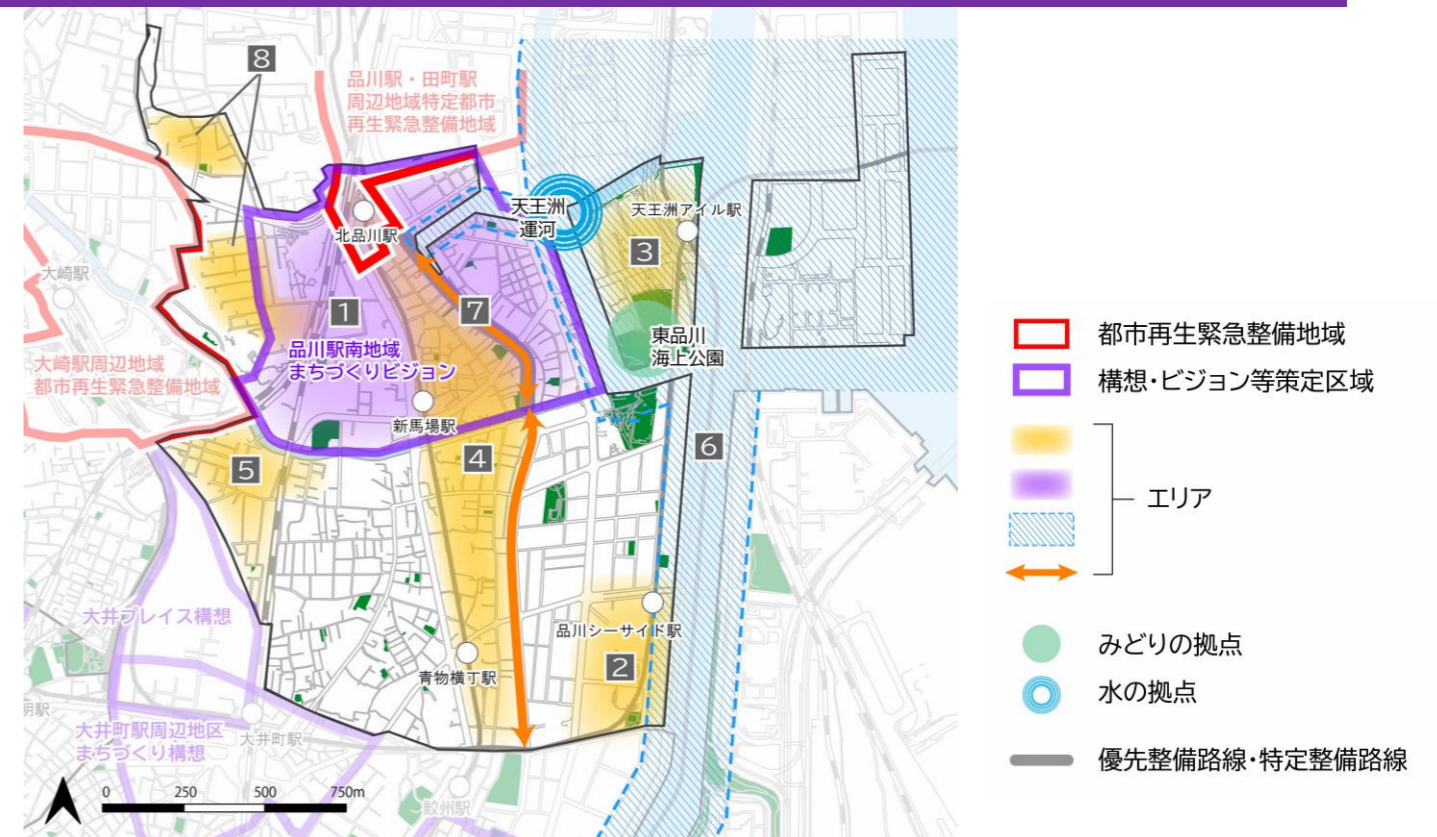 8
品川駅・田町駅
周辺地域特定都市
再生緊急整備地域
天王洲
運河
天王洲アイル駅
北品川駅
3
大崎駅
1
7
東品川
海上公園
品川駅南地域
まちづくりビジョン
大崎駅周辺地域
都市再生緊急整備地域
新馬場駅
6
4
5
大井プレイス構想
品川シーサイド駅
2
青物横丁駅
明駅
大井町駅周辺地区
まちづくり構想
大井町駅
0 250 500 750m
鮫州駅
都市再生緊急整備地域
構想・ビジョン等策定区域
エリア
みどりの拠点
水の拠点
優先整備路線・特定整備路線